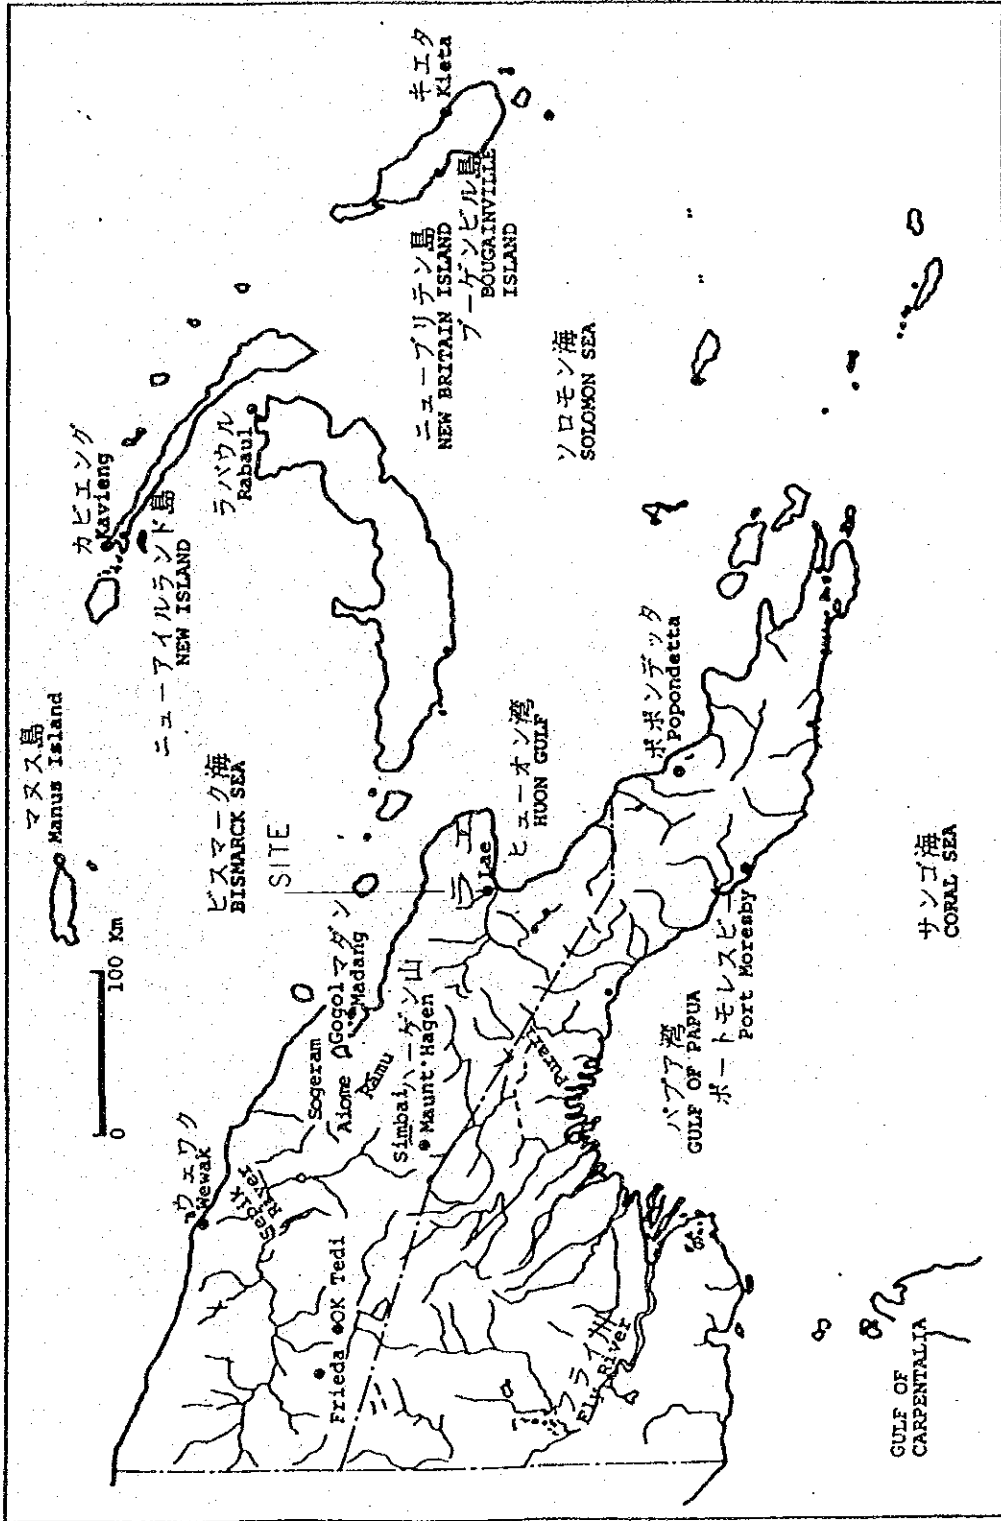 マヌス島
Manus Island
カビエング
Kavieng
ニューアイルランド島
NEW ISLAND
ラバウル
Rabaul
キエタ
Kieta
ニューブリテン島
NEW BRITAIN ISLAND
ブーゲンビル島
BOUGAINVILLE
ISLAND
ソロモン海
SOLOMON SEA
ビスマーク海
BISMARCK SEA
SITE
0 100 Km
ウェワク
Wewak
Sepik
River
Sogeram
Aiome
Gogol
マダン
Madang
Ramu
Simbai
ハーゲン山
Maunt Hagen
ラエ
Lae
ヒューオン湾
HUON GULF
Frieda
OK Tedi
Purari
ポポンデッタ
Popondetta
パプア湾
GULF OF PAPUA
ポートモレスビー
Port Moresby
フライ川
Fly River
サンゴ海
CORAL SEA
GULF OF
CARPENTALIA